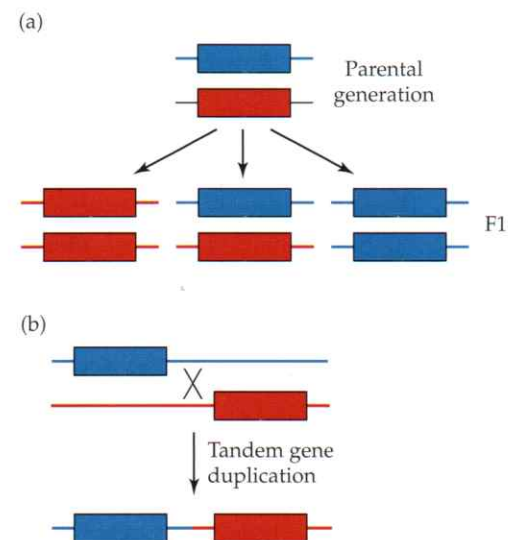 (a)
Parental
generation
F1
(b)
Tandem gene
duplication